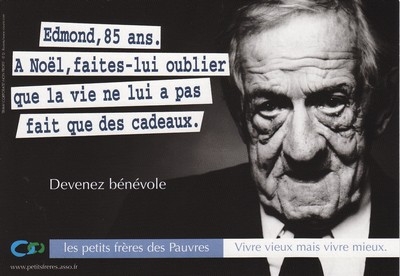 Edmond, 85 ans.
A Noël, faites-lui oublier
que la vie ne lui a pas
fait que des cadeaux.
Devenez bénévole
les petits frères des Pauvres
Vivre vieux mais vivre mieux.
www.petitsfreres.asso.fr